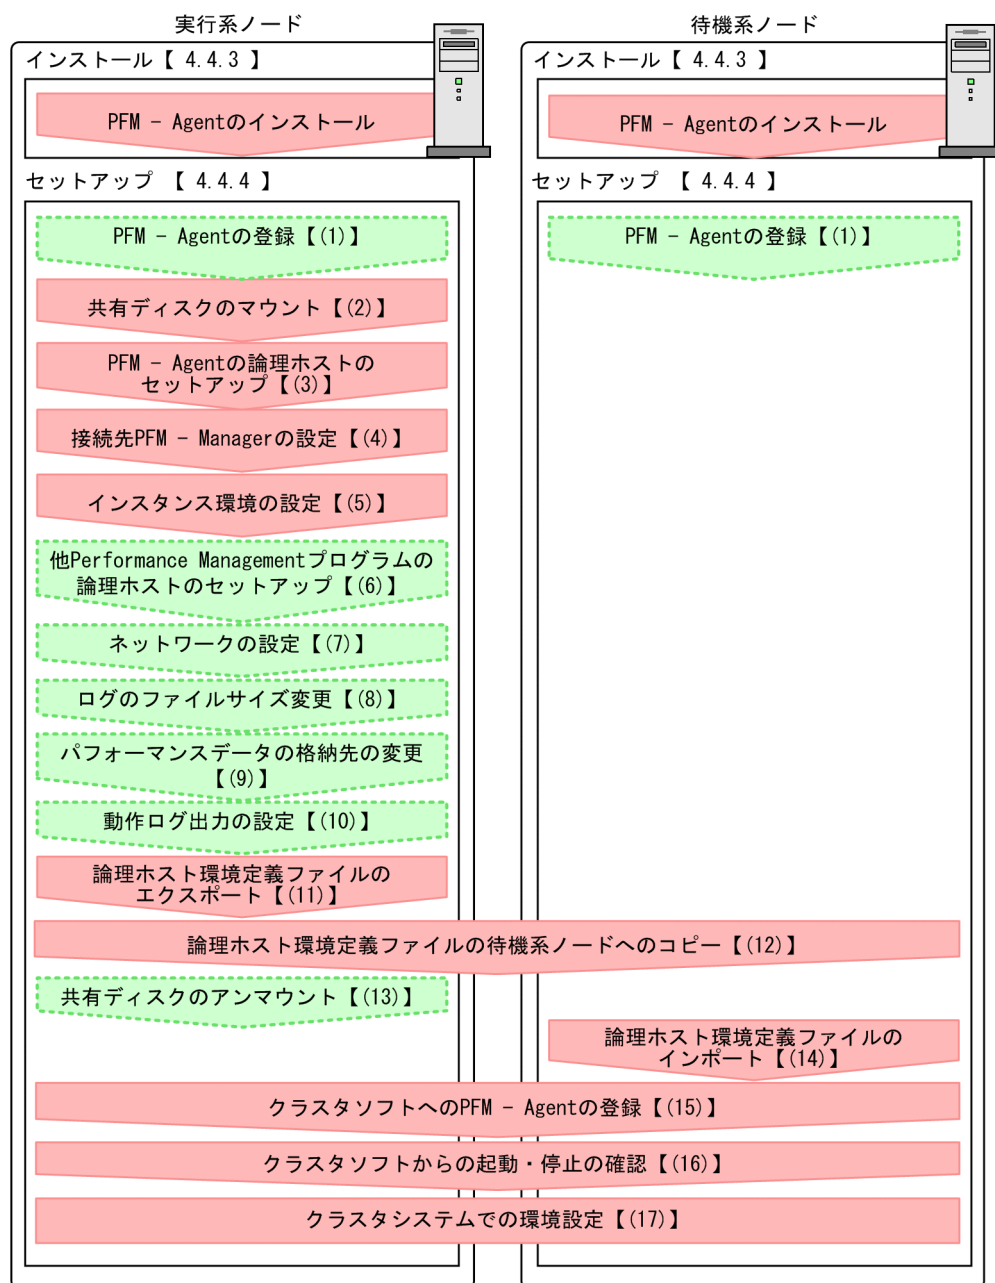 実行系ノード
待機系ノード
インストール【 4.4.3 】
インストール【 4.4.3 】
PFM - Agentのインストール
PFM - Agentのインストール
セットアップ 【 4.4.4 】
セットアップ 【 4.4.4 】
PFM - Agentの登録【(1)】
PFM - Agentの登録【(1)】
共有ディスクのマウント【(2)】
PFM - Agentの論理ホストの
セットアップ【(3)】
接続先PFM - Managerの設定【(4)】
インスタンス環境の設定【(5)】
他Performance Managementプログラムの
論理ホストのセットアップ【(6)】
ネットワークの設定【(7)】
ログのファイルサイズ変更【(8)】
パフォーマンスデータの格納先の変更
【(9)】
動作ログ出力の設定【(10)】
論理ホスト環境定義ファイルの
エクスポート【(11)】
論理ホスト環境定義ファイルの待機系ノードへのコピー【(12)】
共有ディスクのアンマウント【(13)】
論理ホスト環境定義ファイルの
インポート【(14)】
クラスタソフトへのPFM - Agentの登録【(15)】
クラスタソフトからの起動・停止の確認【(16)】
クラスタシステムでの環境設定【(17)】